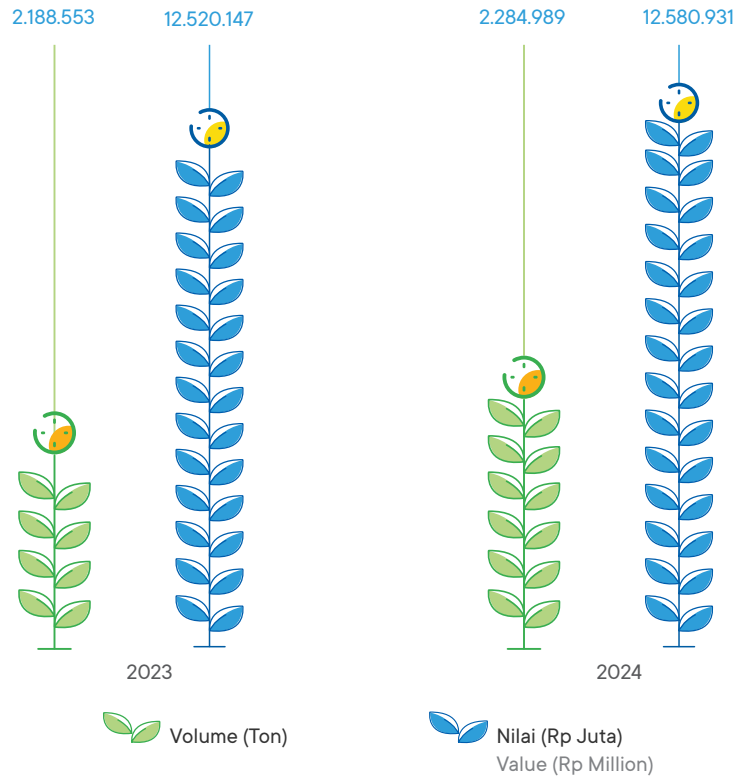 2.188.553
12.520.147
2.284.989
12.580.931
2023
2024
Volume (Ton)
Nilai (Rp Juta)
Value (Rp Million)